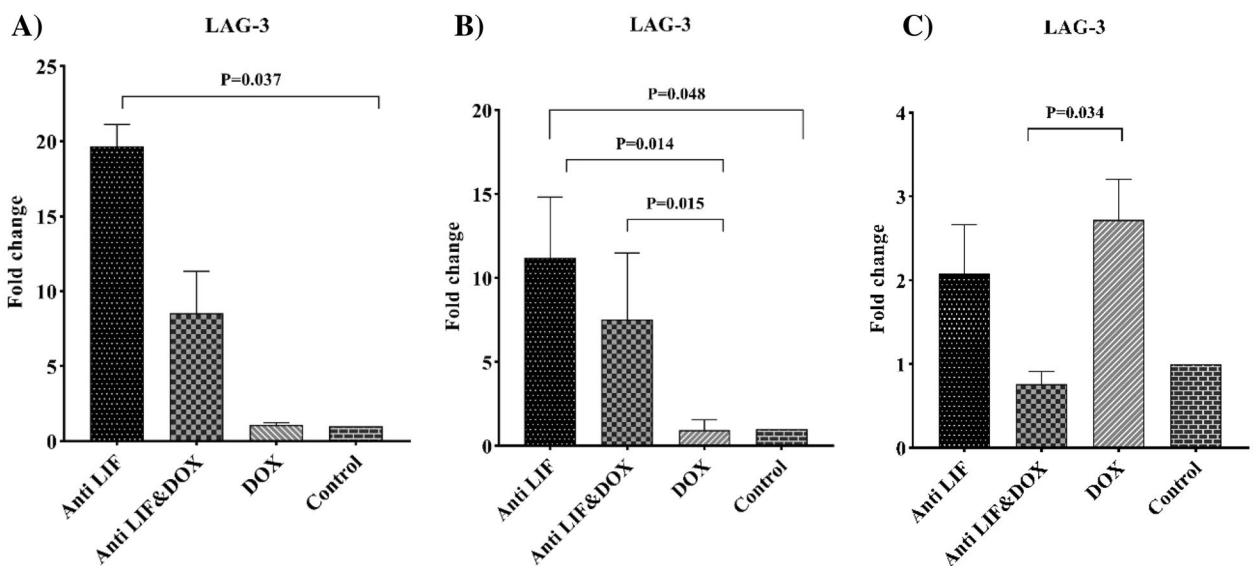 A)
LAG-3
P=0.037
25
20
15
10
5
0
Fold change
Anti LIF
Anti LIF&DOX
DOX
Control
B)
LAG-3
P=0.048
P=0.014
P=0.015
20
15
10
5
0
Fold change
Anti LIF
Anti LIF&DOX
DOX
Control
C)
LAG-3
P=0.034
4
3
2
1
0
Fold change
Anti LIF
Anti LIF&DOX
DOX
Control